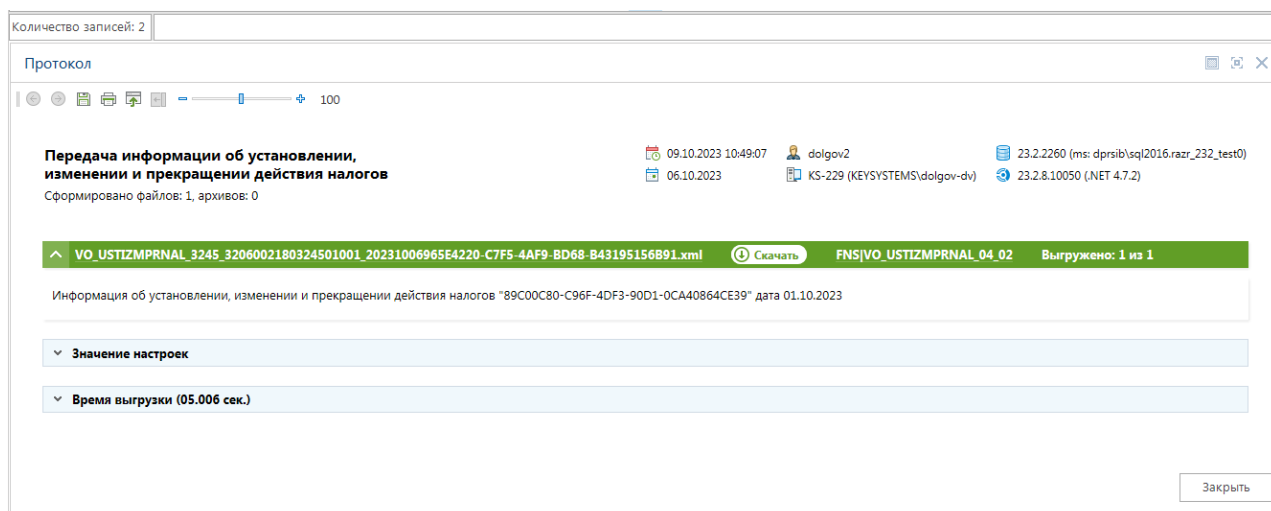 Количество записей: 2
Протокол
100
Передача информации об установлении,
изменении и прекращении действия налогов
Сформировано файлов: 1, архивов: 0
09.10.2023 10:49:07 dolgov2 23.2.2260 (ms: dprsib\sql2016.razr_232_test0)
06.10.2023 KS-229 (KEYSYSTEMS\dolgov-dv) 23.2.8.10050 (.NET 4.7.2)
VO_USTIZMPRNAL_3245_3206002180324501001_20231006965E4220-C7F5-4AF9-BD68-B43195156B91.xml Скачать FNS|VO_USTIZMPRNAL_04_02 Выгружено: 1 из 1
Информация об установлении, изменении и прекращении действия налогов "89C00C80-C96F-4DF3-90D1-0CA40864CE39" дата 01.10.2023
Значение настроек
Время выгрузки (05.006 сек.)
Закрыть